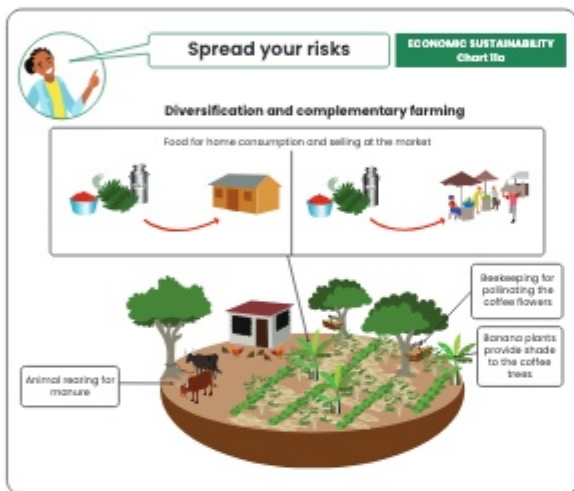 Spread your risks
ECONOMIC SUSTAINABILITY
Chart 11a
Diversification and complementary farming
Food for home consumption and selling at the market
Beekeeping for
pollinating the
coffee flowers
Banana plants
provide shade
to the coffee
trees
Animal rearing for
manure